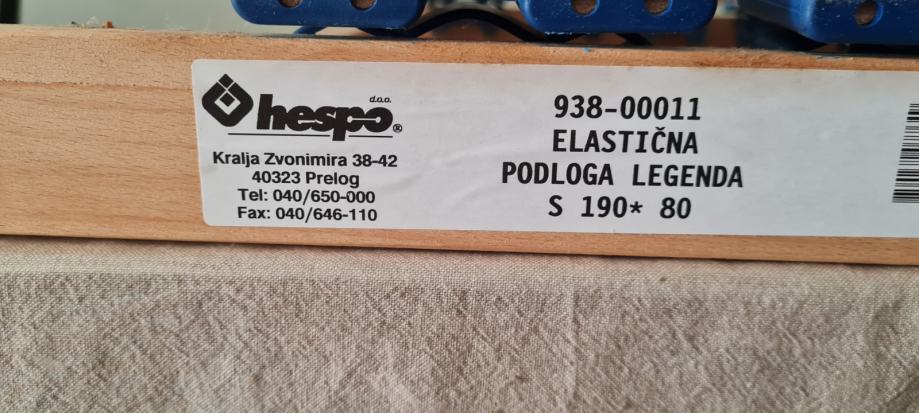 hespo d.o.o. ®
Kralja Zvonimira 38-42
40323 Prelog
Tel: 040/650-000
Fax: 040/646-110
938-00011
ELASTIČNA
PODLOGA LEGENDA
S 190* 80